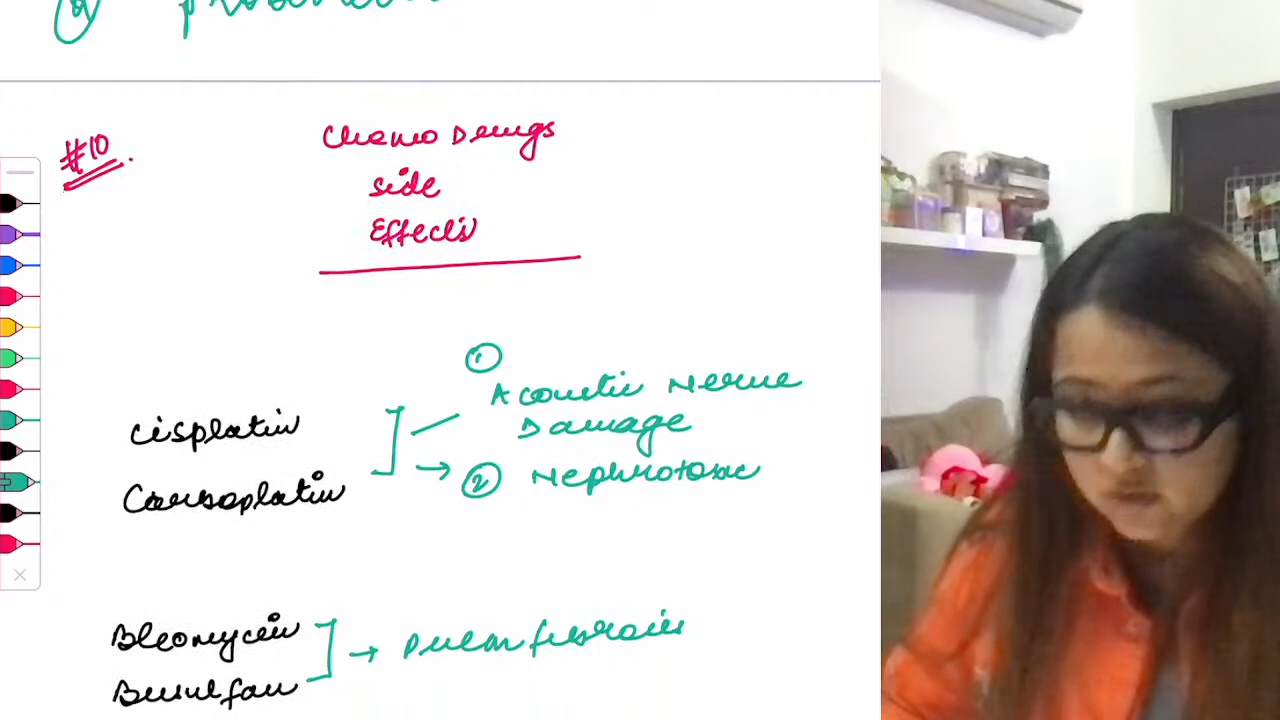 #10
Chemo Drugs
side
Effects
①
Acoustic Nerve
Damage
Cisplatin
② Nephrotoxic
Carboplatin
Bleomycin
→ Pulm fibrosis
Busulfan